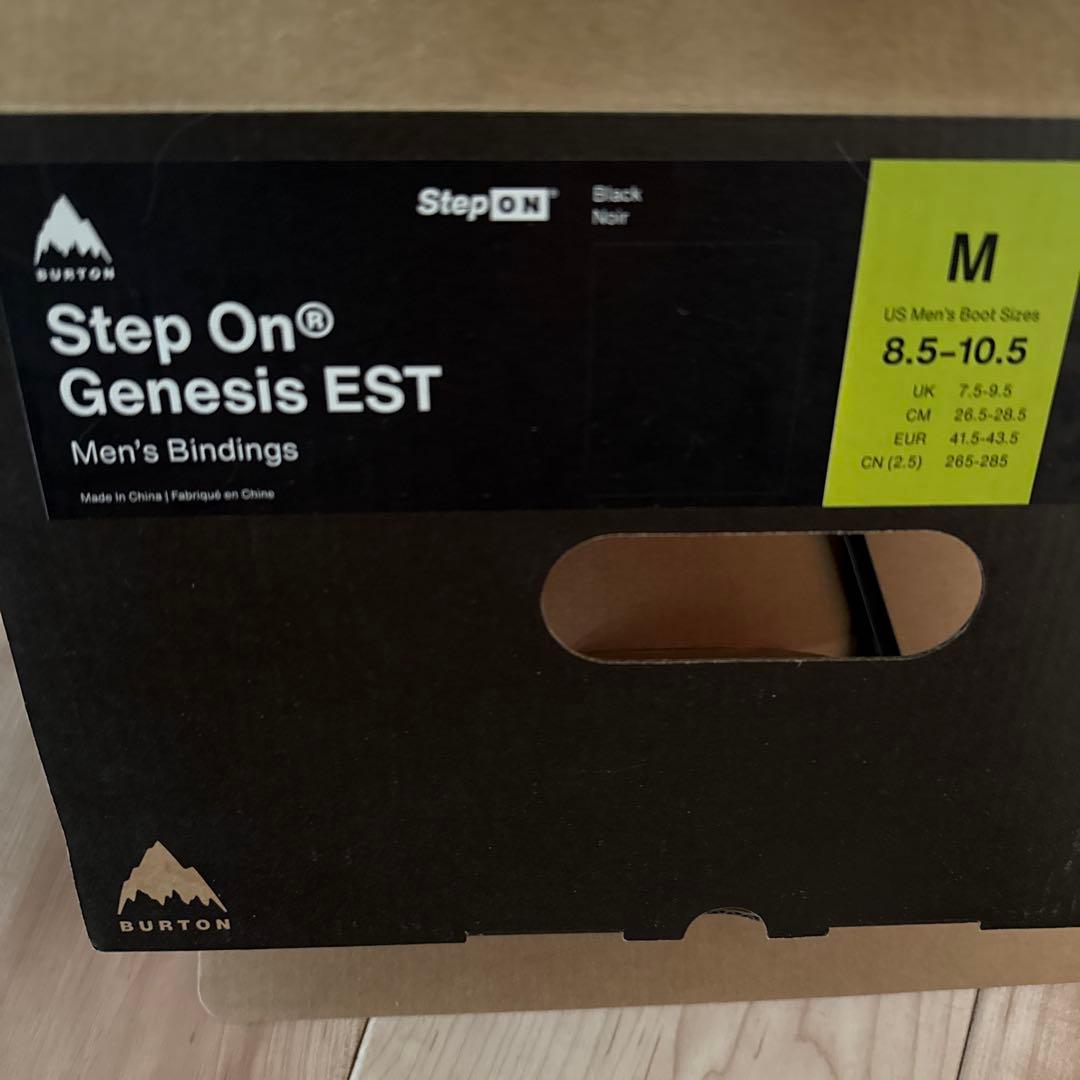 BURTON
StepON
Black
Noir
Step On®
Genesis EST
Men's Bindings
Made in China | Fabriqué en Chine
M
US Men's Boot Sizes
8.5–10.5
UK 7.5-9.5
CM 26.5-28.5
EUR 41.5-43.5
CN (2.5) 265-285
BURTON